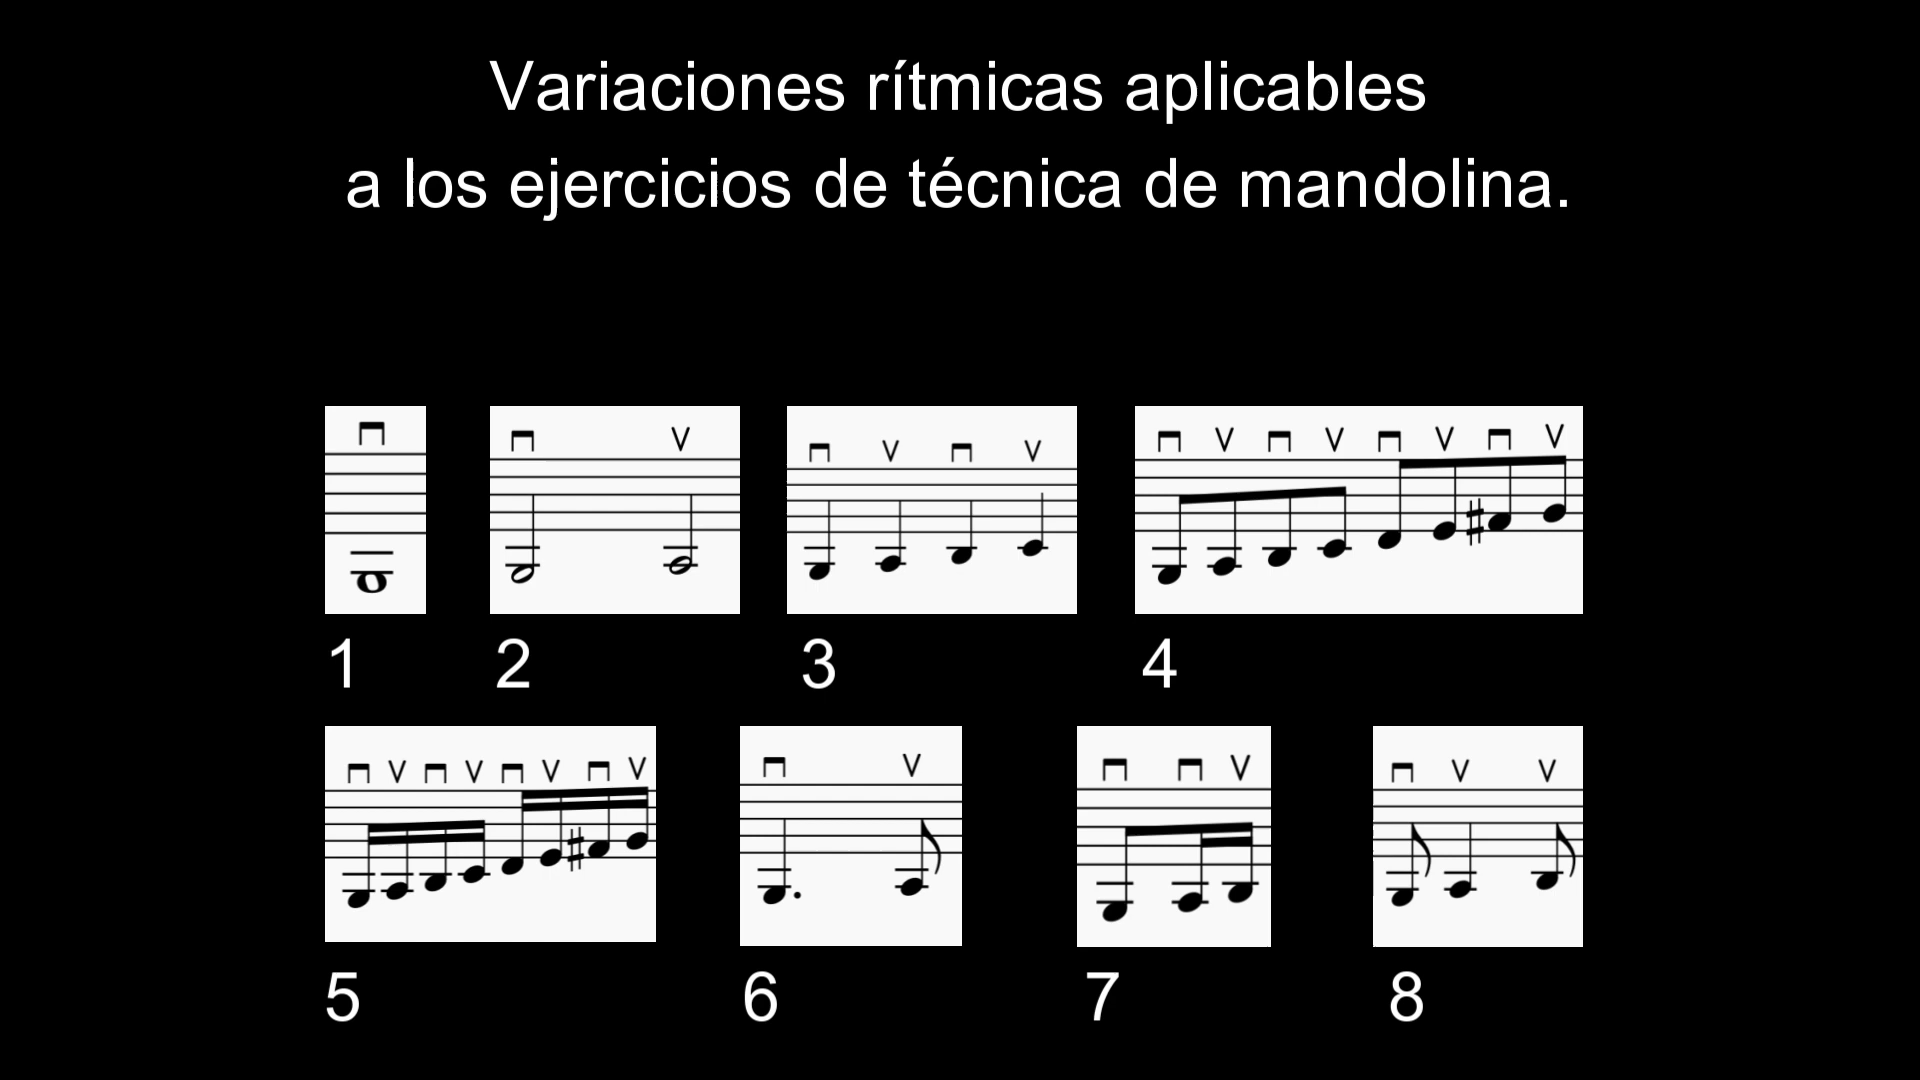 Variaciones rítmicas aplicables
a los ejercicios de técnica de mandolina.
1 2 3 4
5 6 7 8